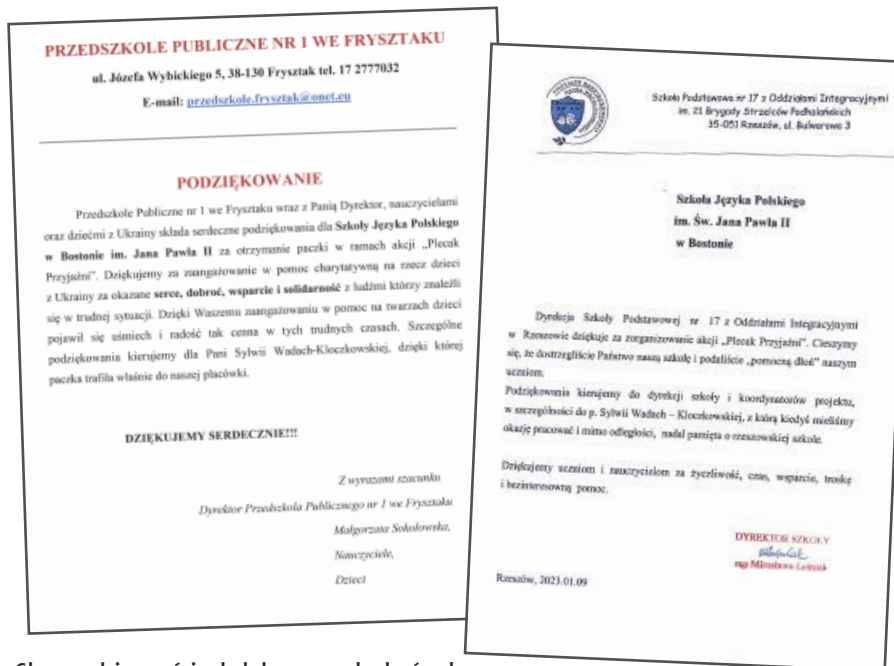 PRZEDSZKOLE PUBLICZNE NR 1 WE FRYSZTAKU
ul. Józefa Wybickiego 5, 38-130 Frysztak tel. 17 2777032
E-mail: przedszkole.frysztak@onet.eu
PODZIĘKOWANIE
Przedszkole Publiczne nr 1 we Frysztaku wraz z Panią Dyrektor, nauczycielami
oraz dziećmi z Ukrainy składa serdeczne podziękowania dla Szkoły Języka Polskiego
w Bostonie im. Jana Pawła II za otrzymanie paczki w ramach akcji „Plecak
Przyjaźni”. Dziękujemy za zaangażowanie w pomoc charytatywną na rzecz dzieci
z Ukrainy za okazane serce, dobroć, wsparcie i solidarność z ludźmi którzy znaleźli
się w trudnej sytuacji. Dzięki Waszemu zaangażowaniu w pomoc na twarzach dzieci
pojawił się uśmiech i radość tak cenna w tych trudnych czasach. Szczególne
podziękowania kierujemy dla Pani Sylwii Wadach-Kloczkowskiej, dzięki której
paczka trafiła właśnie do naszej placówki.
DZIĘKUJEMY SERDECZNIE!!!
Z wyrazami szacunku
Dyrektor Przedszkola Publicznego nr 1 we Frysztaku
Małgorzata Sokołowska,
Nauczyciele,
Dzieci
Szkoła Podstawowa nr 17 z Oddziałami Integracyjnymi
im. 21 Brygady Strzelców Podhalańskich
35-051 Rzeszów, ul. Bulwarowa 3
Szkoła Języka Polskiego
im. Św. Jana Pawła II
w Bostonie
Dyrekcja Szkoły Podstawowej nr 17 z Oddziałami Integracyjnymi
w Rzeszowie dziękuje za zorganizowanie akcji „Plecak Przyjaźni”. Cieszymy
się, że dostrzegliście Państwo naszą szkołę i podaliście „pomocną dłoń” naszym
uczniom.
Podziękowania kierujemy do dyrekcji szkoły i koordynatorów projektu,
w szczególności do p. Sylwii Wadach – Kloczkowskiej, z którą kiedyś mieliśmy
okazję pracować i mimo odległości, nadal pamięta o rzeszowskiej szkole.
Dziękujemy uczniom i nauczycielom za życzliwość, czas, wsparcie, troskę
i bezinteresowną pomoc.
DYREKTOR SZKOŁY
mgr Mirosława Leśniak
Rzeszów, 2023.01.09